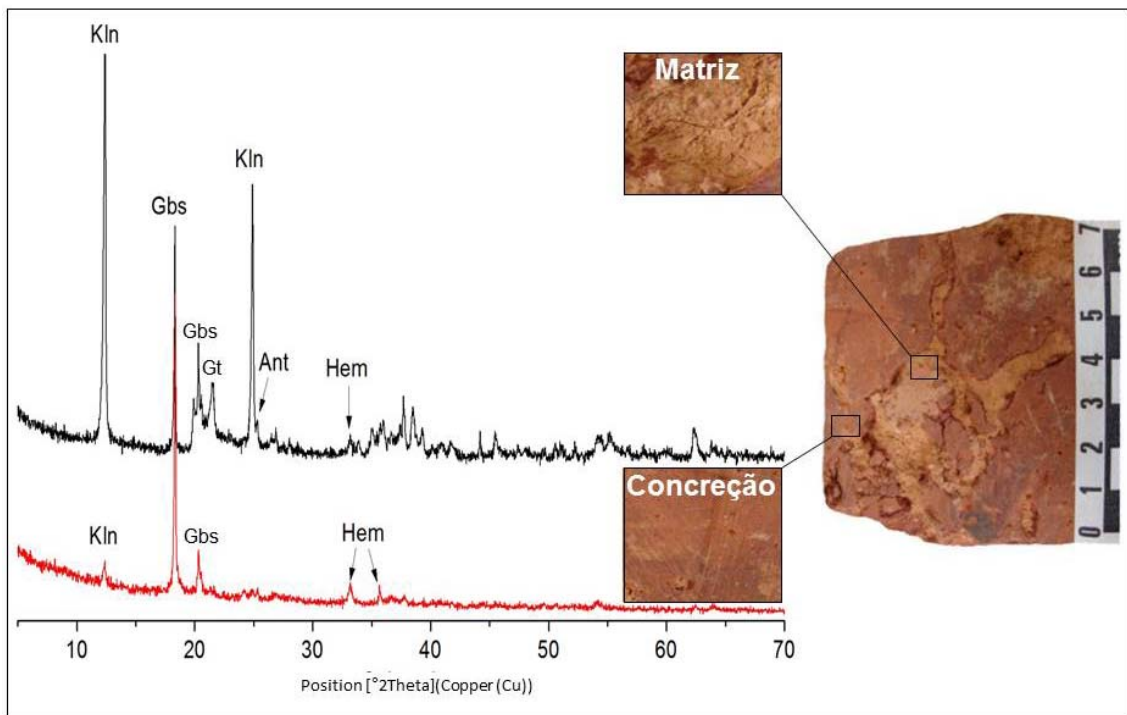 Kln
Matriz
Kln
Gbs
Gbs
Gt
Ant
Hem
7
6
5
4
3
2
1
0
Concreção
Kln
Gbs
Hem
10 20 30 40 50 60 70
Position [°2Theta](Copper (Cu))